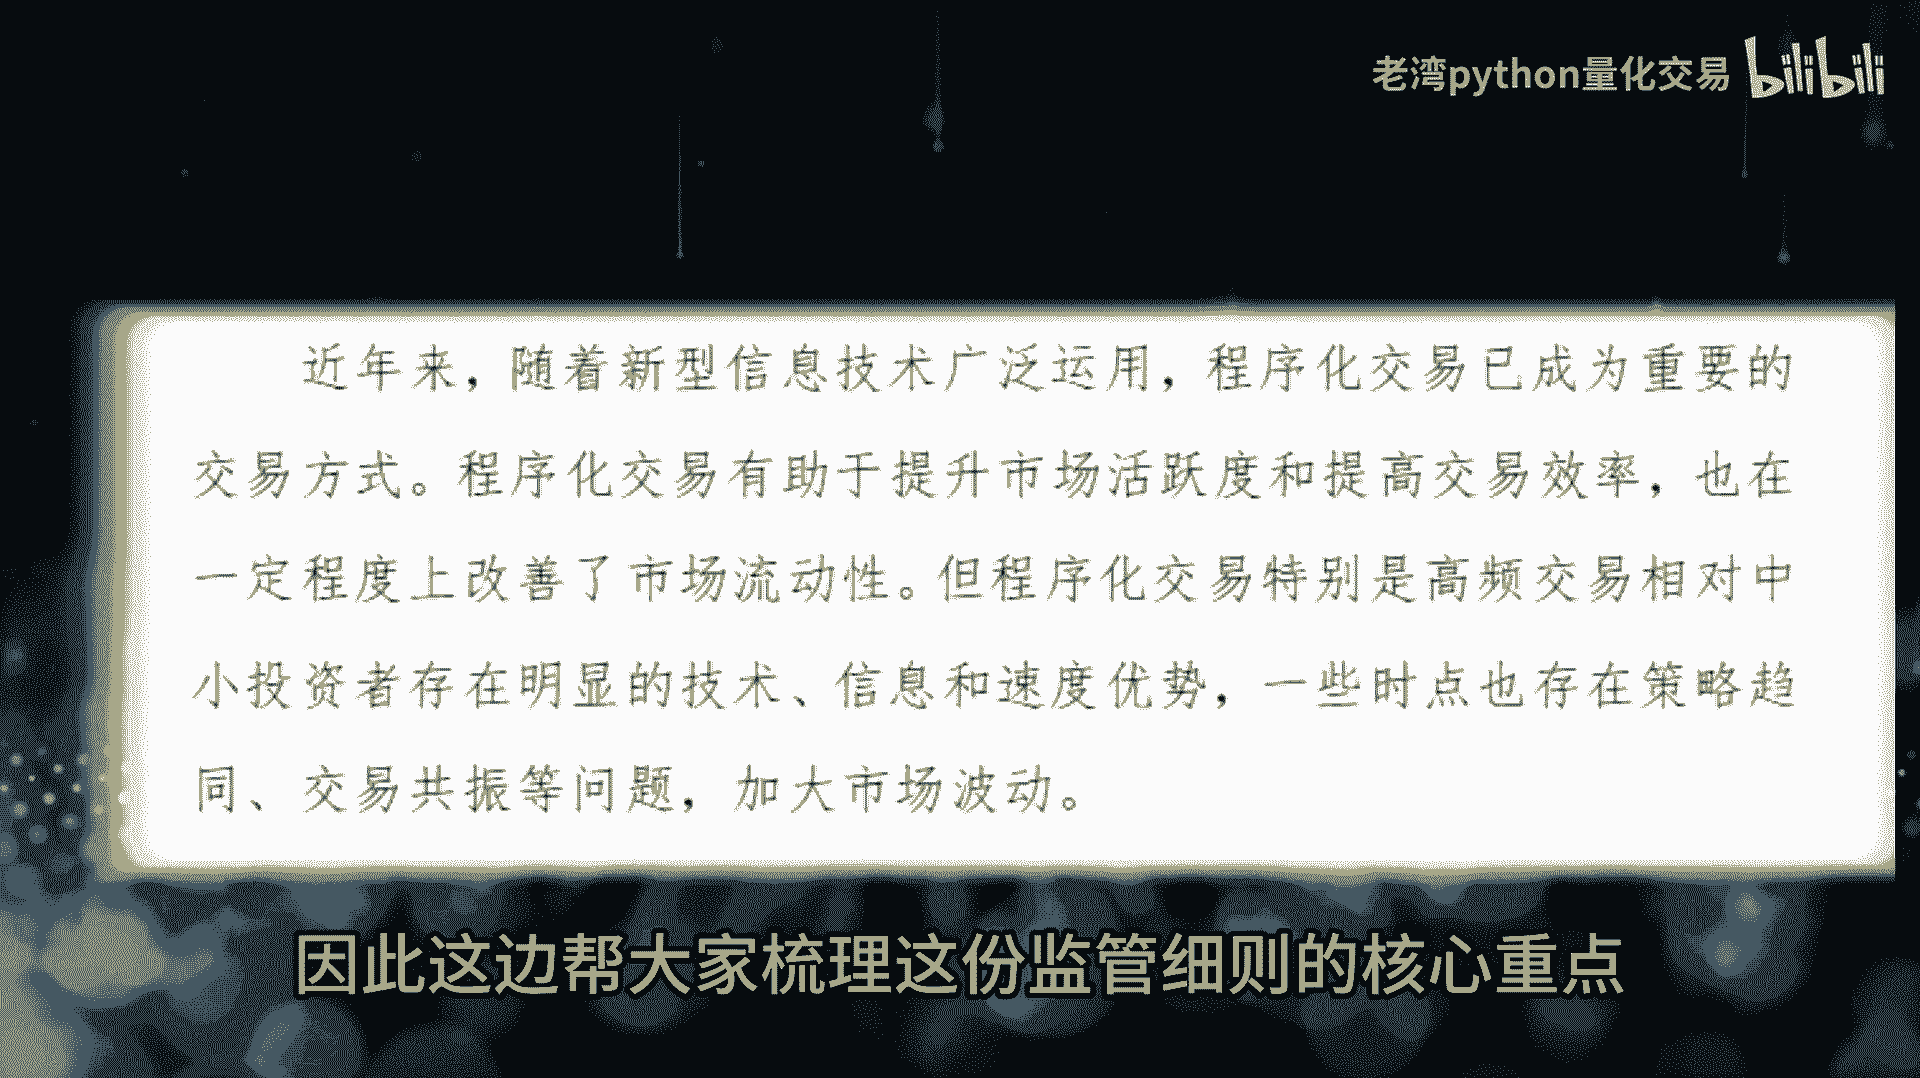 老湾python量化交易 bilibili
近年来，随着新型信息技术广泛运用，程序化交易已成为重要的
交易方式。程序化交易有助于提升市场活跃度和提高交易效率，也在
一定程度上改善了市场流动性。但程序化交易特别是高频交易相对中
小投资者存在明显的技术、信息和速度优势，一些时点也存在策略趋
同、交易共振等问题，加大市场波动。
因此这边帮大家梳理这份监管细则的核心重点